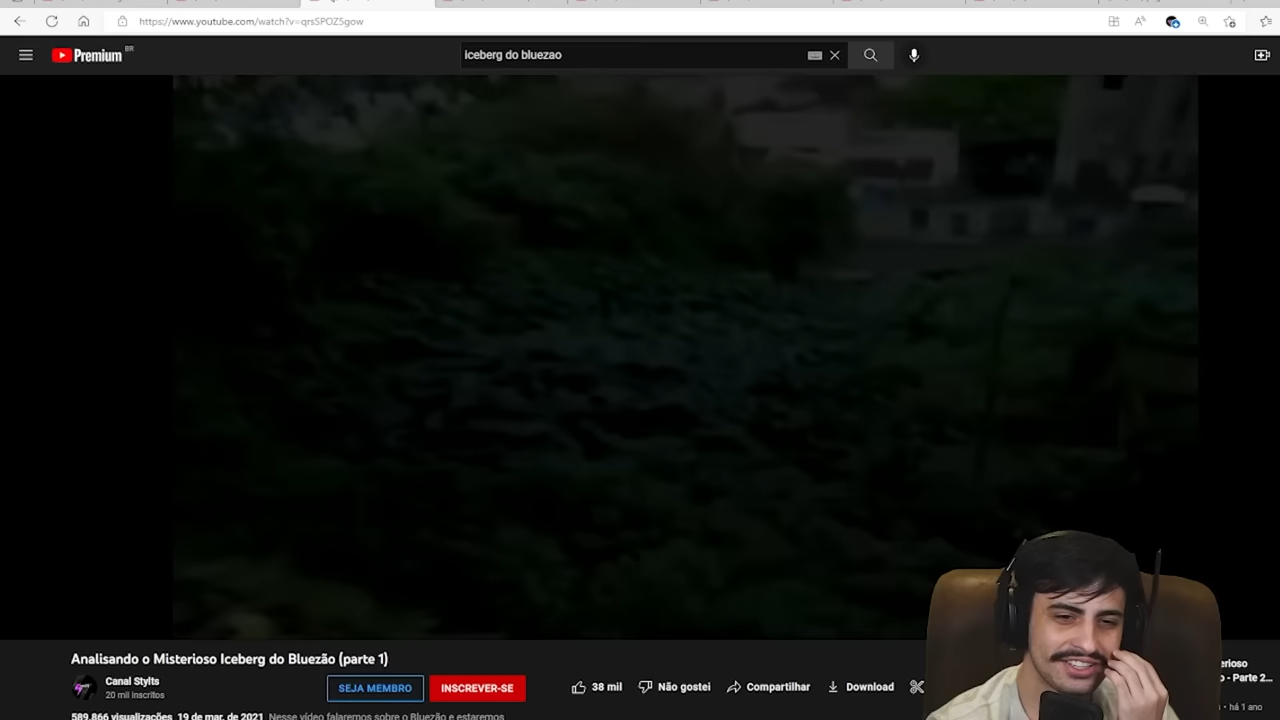 https://www.youtube.com/watch?v=qrsSPOZ5gow
Premium BR
iceberg do bluezao
Analisando o Misterioso Iceberg do Bluezão (parte 1)
Canal Stylts
20 mil inscritos
SEJA MEMBRO
INSCREVER-SE
38 mil
Não gostei
Compartilhar
Download
erioso
o - Parte 2...
• há 1 ano
589.866 visualizações 19 de mar. de 2021 Nesse vídeo falaremos sobre o Bluezão e estaremos